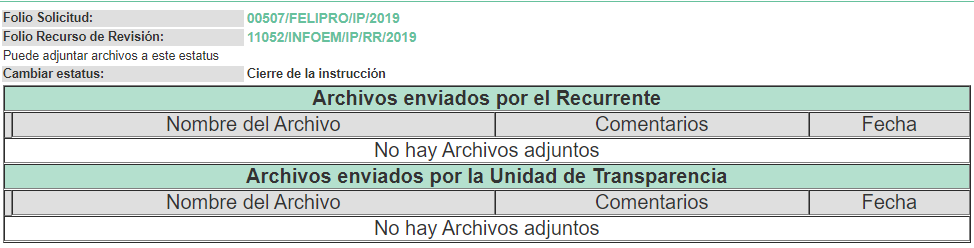 Folio Solicitud: 00507/FELIPRO/IP/2019
Folio Recurso de Revisión: 11052/INFOEM/IP/RR/2019
Puede adjuntar archivos a este estatus
Cambiar estatus: Cierre de la instrucción
Archivos enviados por el Recurrente
Nombre del Archivo Comentarios Fecha
No hay Archivos adjuntos
Archivos enviados por la Unidad de Transparencia
Nombre del Archivo Comentarios Fecha
No hay Archivos adjuntos